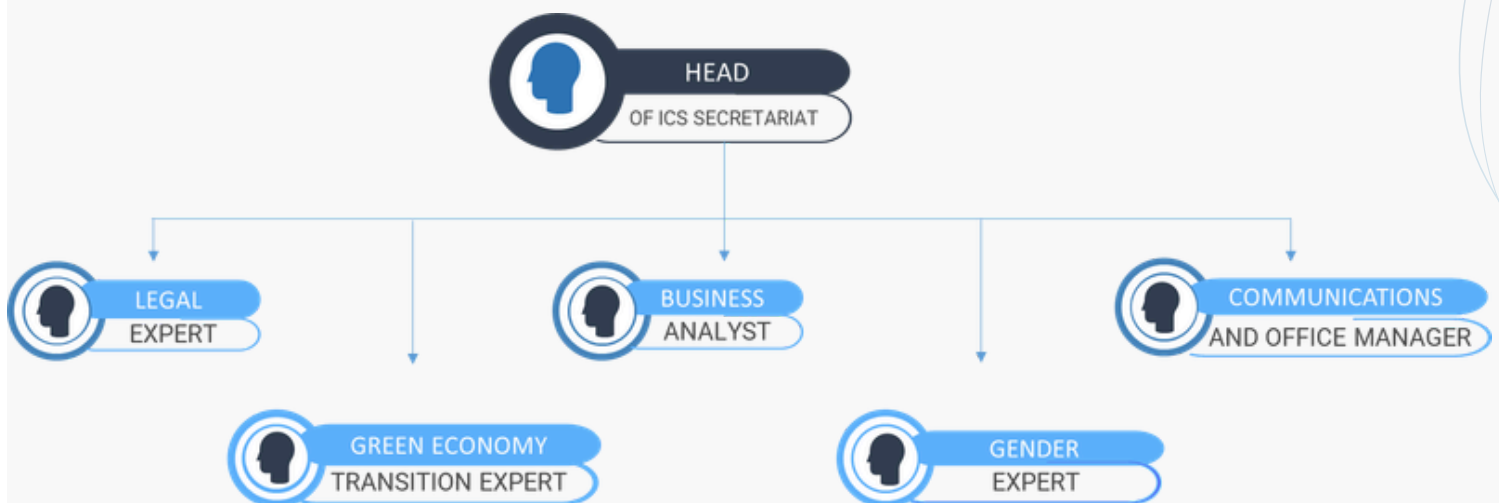 HEAD
OF ICS SECRETARIAT
LEGAL
EXPERT
BUSINESS
ANALYST
COMMUNICATIONS
AND OFFICE MANAGER
GREEN ECONOMY
TRANSITION EXPERT
GENDER
EXPERT